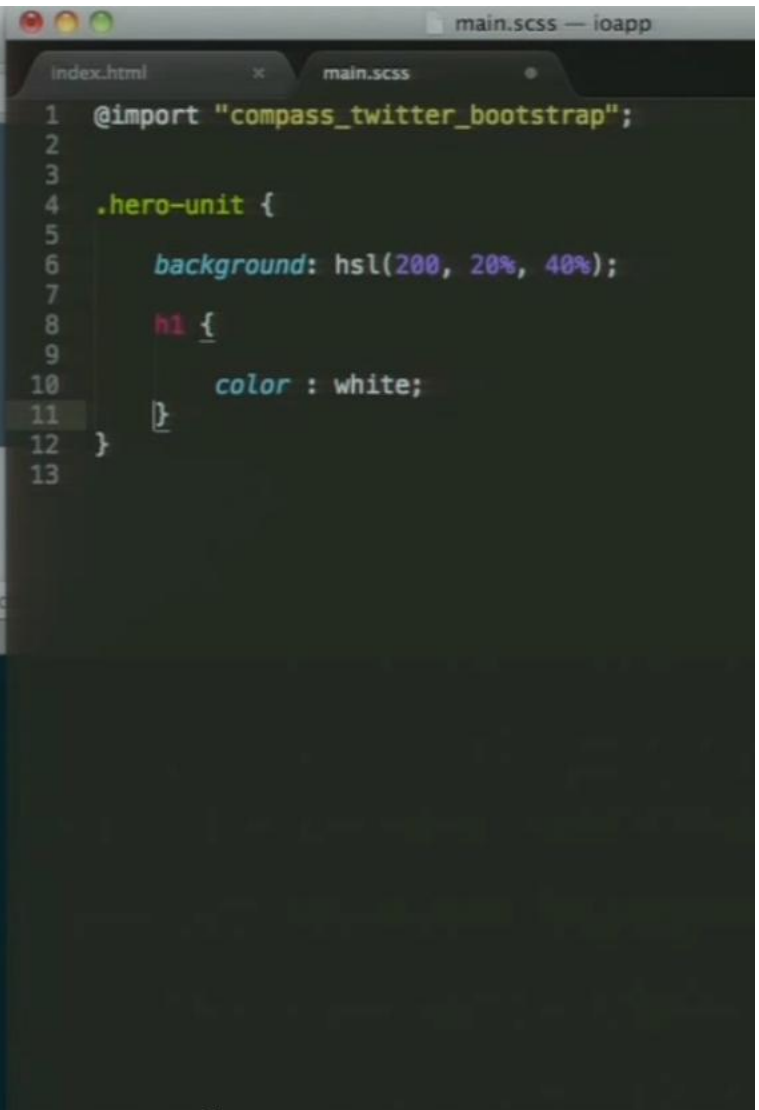 main.scss — ioapp
index.html × main.scss
1 @import "compass_twitter_bootstrap";
2
3
4 .hero-unit {
5
6 background: hsl(200, 20%, 40%);
7
8 h1 {
9
10 color : white;
11 }
12 }
13